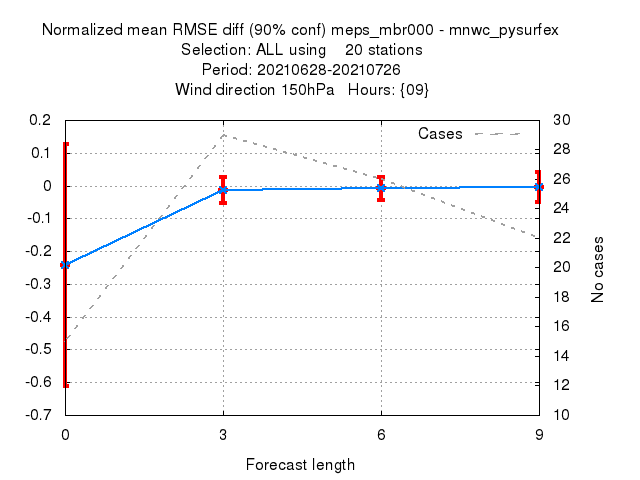 Normalized mean RMSE diff (90% conf) meps_mbr000 - mnwc_pysurfex
Selection: ALL using 20 stations
Period: 20210628-20210726
Wind direction 150hPa Hours: {09}
Cases
0.2
0.1
0
-0.1
-0.2
-0.3
-0.4
-0.5
-0.6
-0.7
30
28
26
24
22
20
18
16
14
12
10
No cases
0 3 6 9
Forecast length